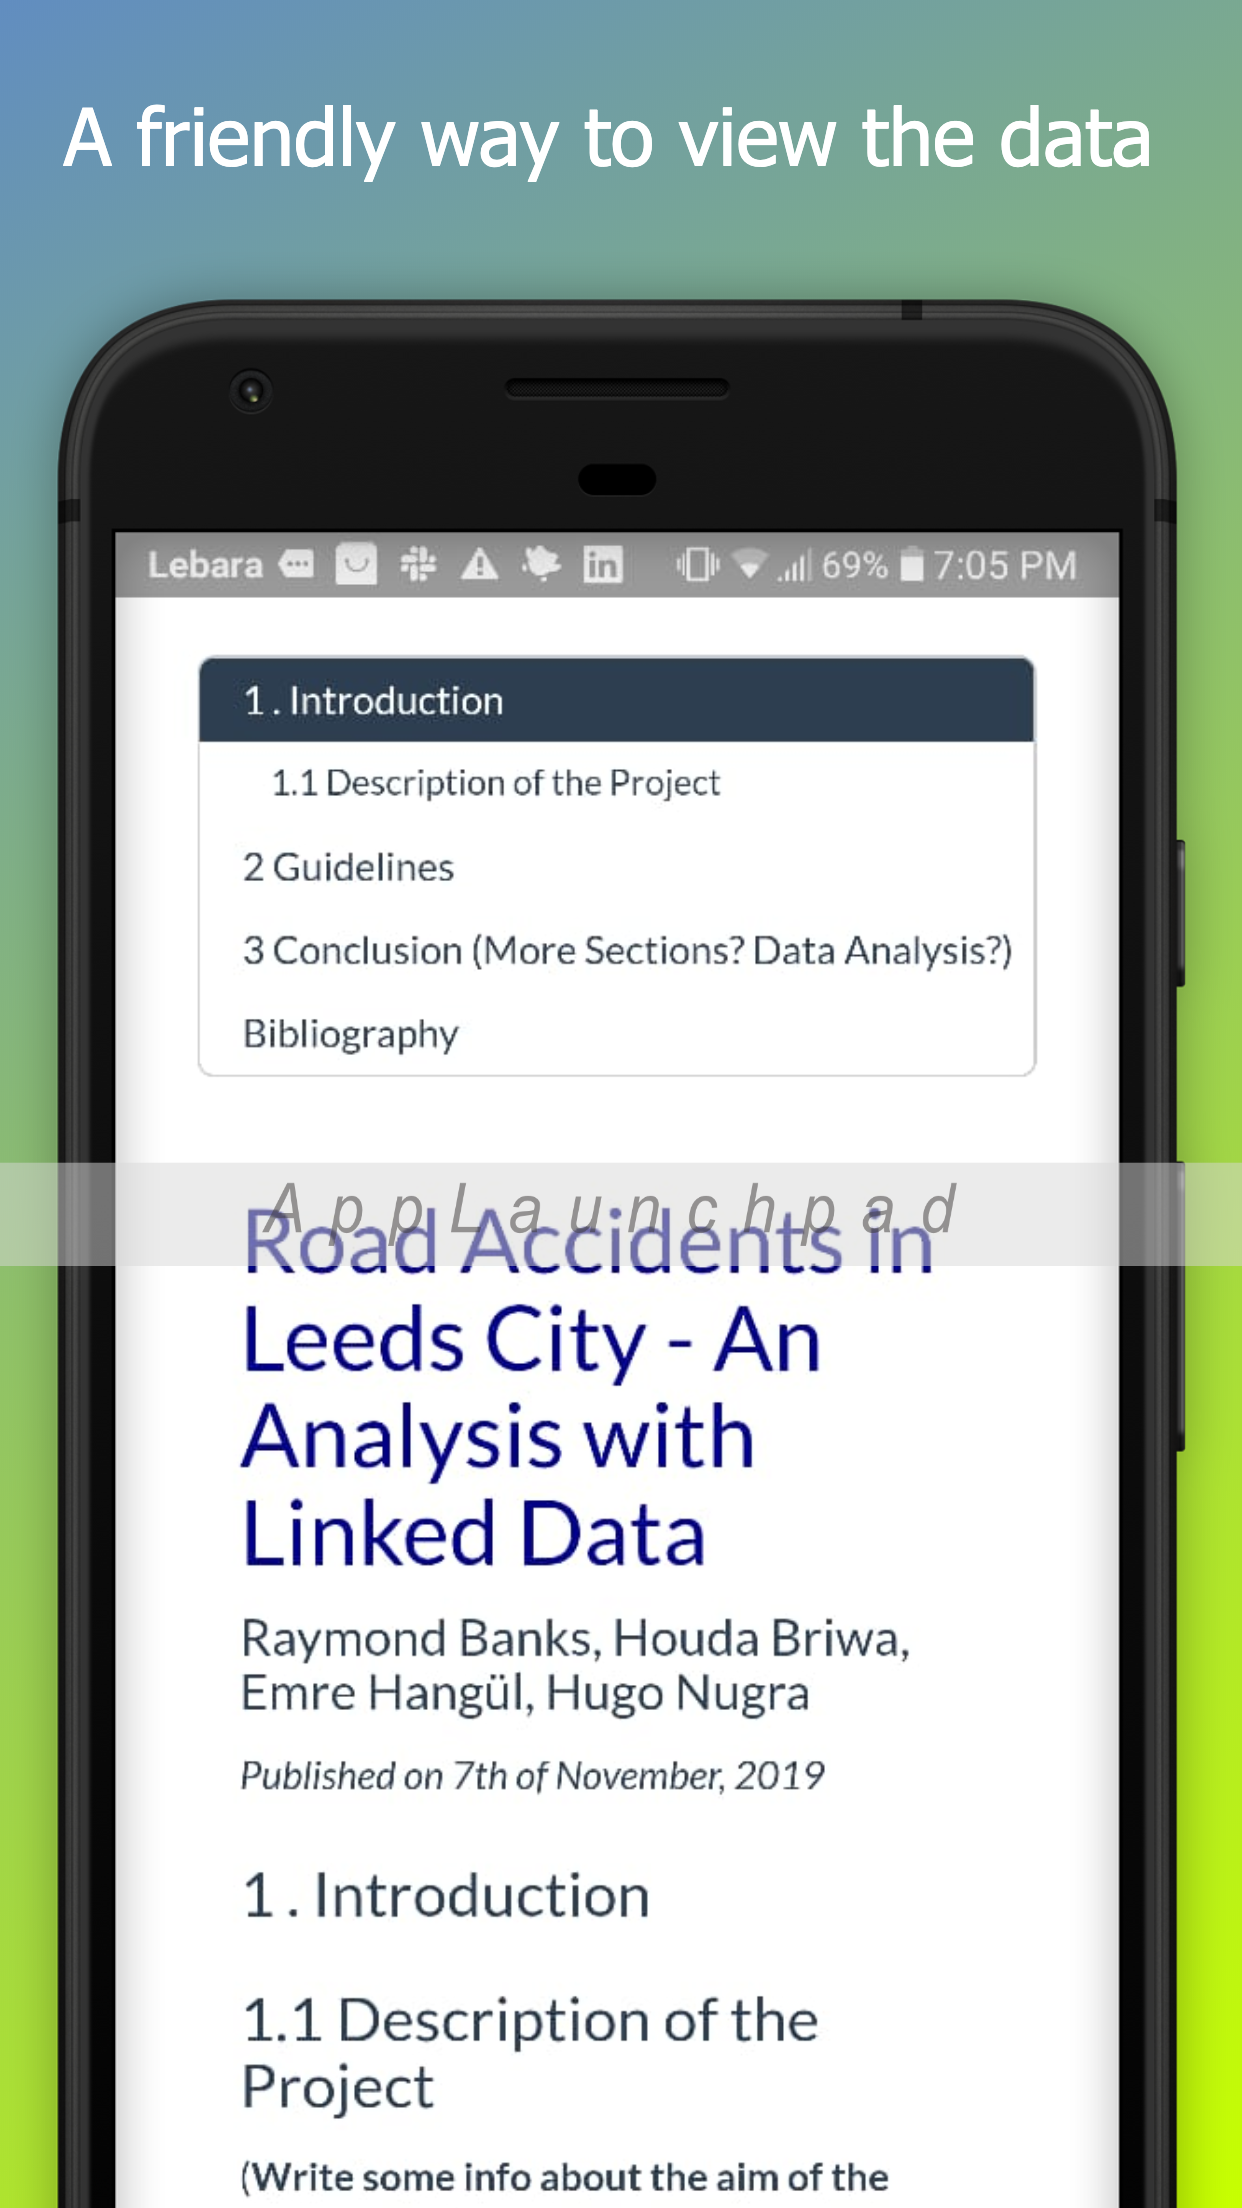 A friendly way to view the data
Lebara 69% 7:05 PM
1 . Introduction
1.1 Description of the Project
2 Guidelines
3 Conclusion (More Sections? Data Analysis?)
Bibliography
AppLaunchpad
Road Accidents in
Leeds City - An
Analysis with
Linked Data
Raymond Banks, Houda Briwa,
Emre Hangül, Hugo Nugra
Published on 7th of November, 2019
1 . Introduction
1.1 Description of the
Project
(Write some info about the aim of the